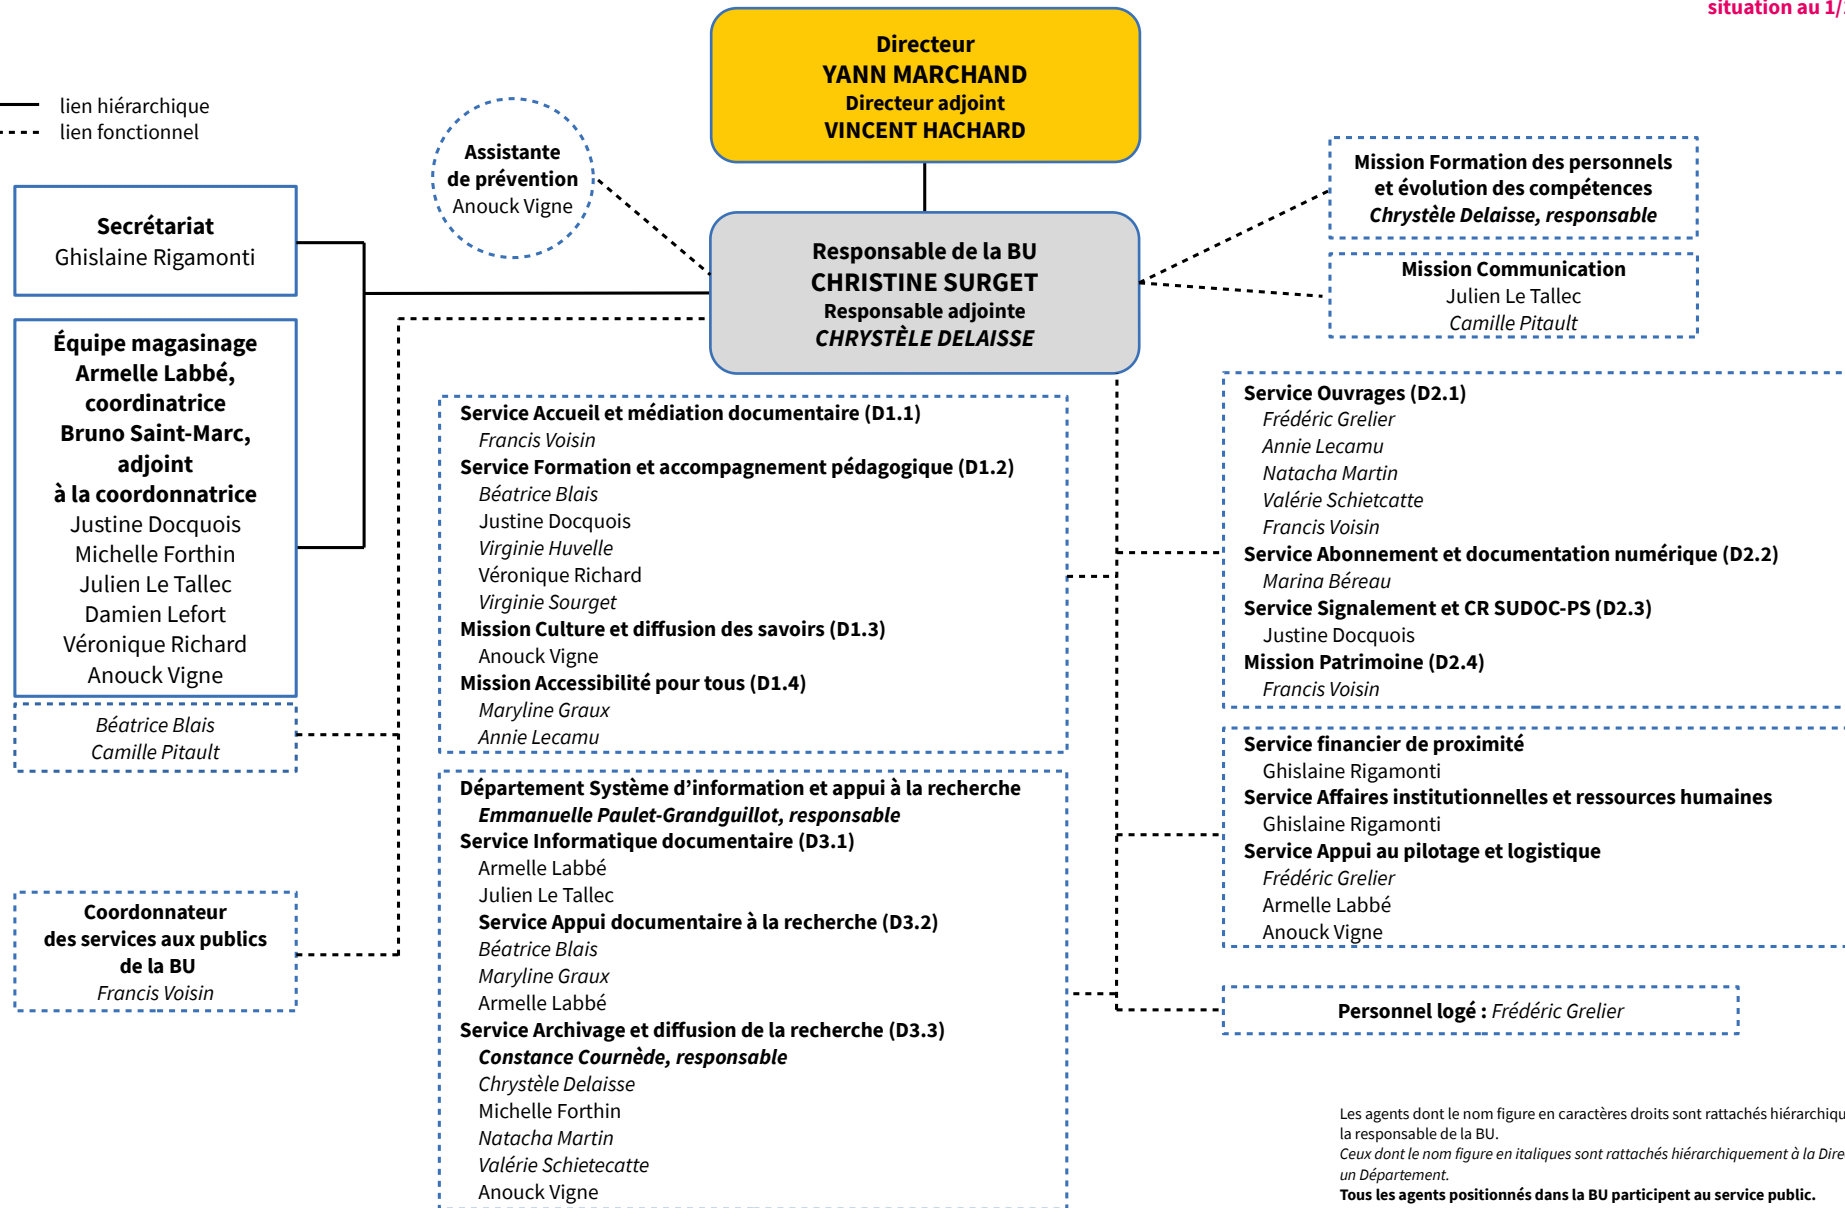 situation au 1/
Directeur
YANN MARCHAND
Directeur adjoint
VINCENT HACHARD
lien hiérarchique
lien fonctionnel
Assistante
de prévention
Anouck Vigne
Mission Formation des personnels
et évolution des compétences
Chrystèle Delaisse, responsable
Secrétariat
Ghislaine Rigamonti
Responsable de la BU
CHRISTINE SURGET
Responsable adjointe
CHRYSTÈLE DELAISSE
Mission Communication
Julien Le Tallec
Camille Pitault
Équipe magasinage
Armelle Labbé,
coordinatrice
Bruno Saint-Marc,
adjoint
à la coordonnatrice
Justine Docquois
Michelle Forthin
Julien Le Tallec
Damien Lefort
Véronique Richard
Anouck Vigne
Béatrice Blais
Camille Pitault
Coordonnateur
des services aux publics
de la BU
Francis Voisin
Service Accueil et médiation documentaire (D1.1)
Francis Voisin
Service Formation et accompagnement pédagogique (D1.2)
Béatrice Blais
Justine Docquois
Virginie Huvelle
Véronique Richard
Virginie Sourget
Mission Culture et diffusion des savoirs (D1.3)
Anouck Vigne
Mission Accessibilité pour tous (D1.4)
Maryline Graux
Annie Lecamu
Département Système d’information et appui à la recherche
Emmanuelle Paulet-Grandguillot, responsable
Service Informatique documentaire (D3.1)
Armelle Labbé
Julien Le Tallec
Service Appui documentaire à la recherche (D3.2)
Béatrice Blais
Maryline Graux
Armelle Labbé
Service Archivage et diffusion de la recherche (D3.3)
Constance Cournède, responsable
Chrystèle Delaisse
Michelle Forthin
Natacha Martin
Valérie Schietecatte
Anouck Vigne
Service Ouvrages (D2.1)
Frédéric Grelier
Annie Lecamu
Natacha Martin
Valérie Schietcatte
Francis Voisin
Service Abonnement et documentation numérique (D2.2)
Marina Béreau
Service Signalement et CR SUDOC-PS (D2.3)
Justine Docquois
Mission Patrimoine (D2.4)
Francis Voisin
Service financier de proximité
Ghislaine Rigamonti
Service Affaires institutionnelles et ressources humaines
Ghislaine Rigamonti
Service Appui au pilotage et logistique
Frédéric Grelier
Armelle Labbé
Anouck Vigne
Personnel logé : Frédéric Grelier
Les agents dont le nom figure en caractères droits sont rattachés hiérarchiqu
la responsable de la BU.
Ceux dont le nom figure en italiques sont rattachés hiérarchiquement à la Dire
un Département.
Tous les agents positionnés dans la BU participent au service public.